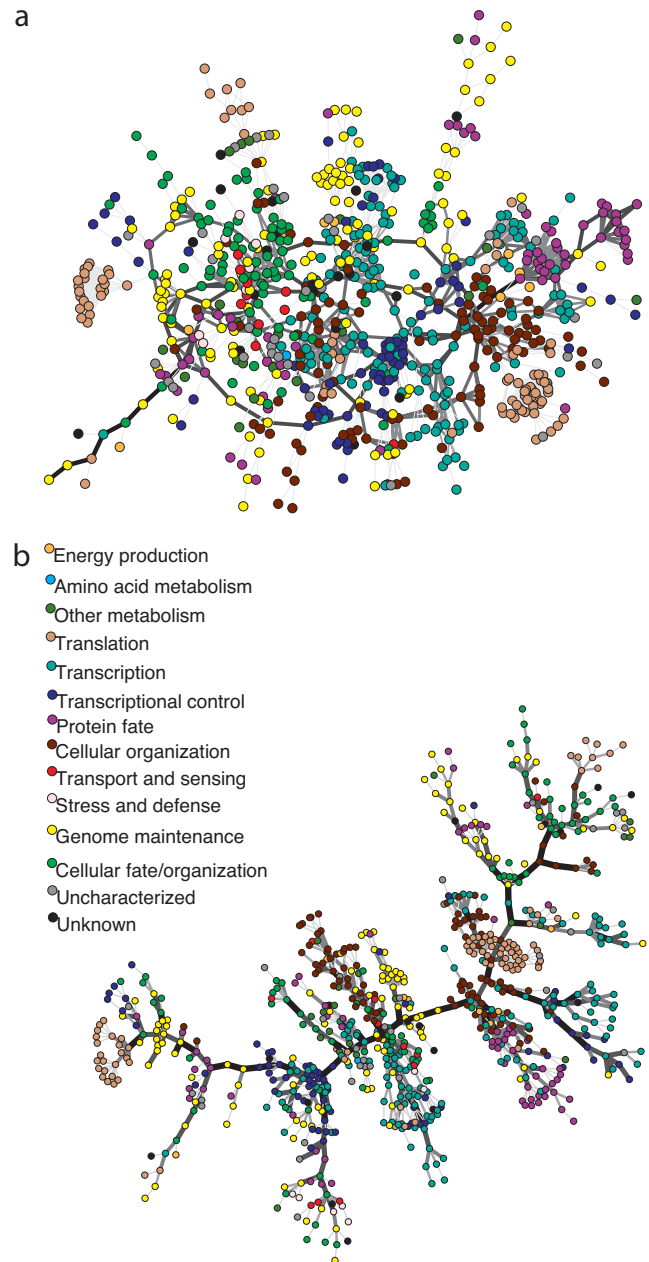 a
b
Energy production
Amino acid metabolism
Other metabolism
Translation
Transcription
Transcriptional control
Protein fate
Cellular organization
Transport and sensing
Stress and defense
Genome maintenance
Cellular fate/organization
Uncharacterized
Unknown